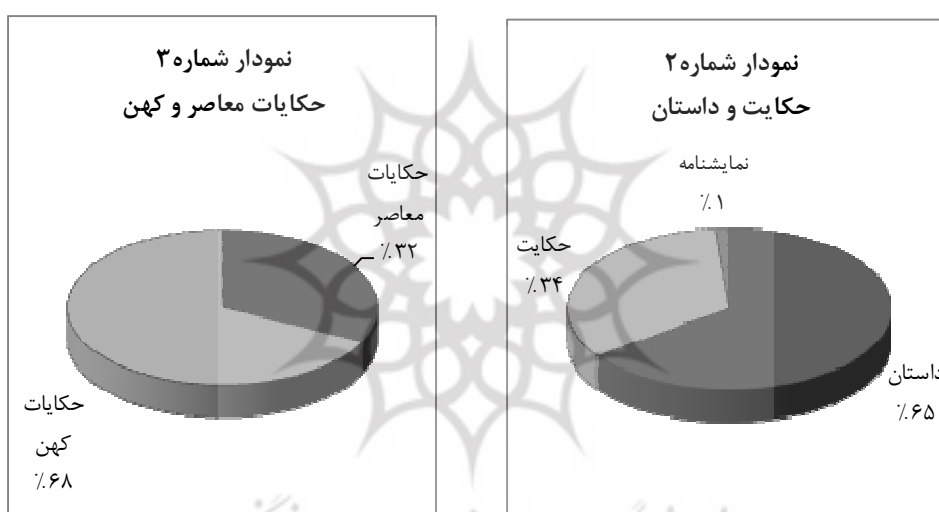 نمودار شماره۲
حکایت و داستان
نمایشنامه
٪۱
حکایت
٪۳۴
داستان
٪۶۵
نمودار شماره۳
حکایات معاصر و کهن
حکایات
معاصر
٪۳۲
حکایات
کهن
٪۶۸